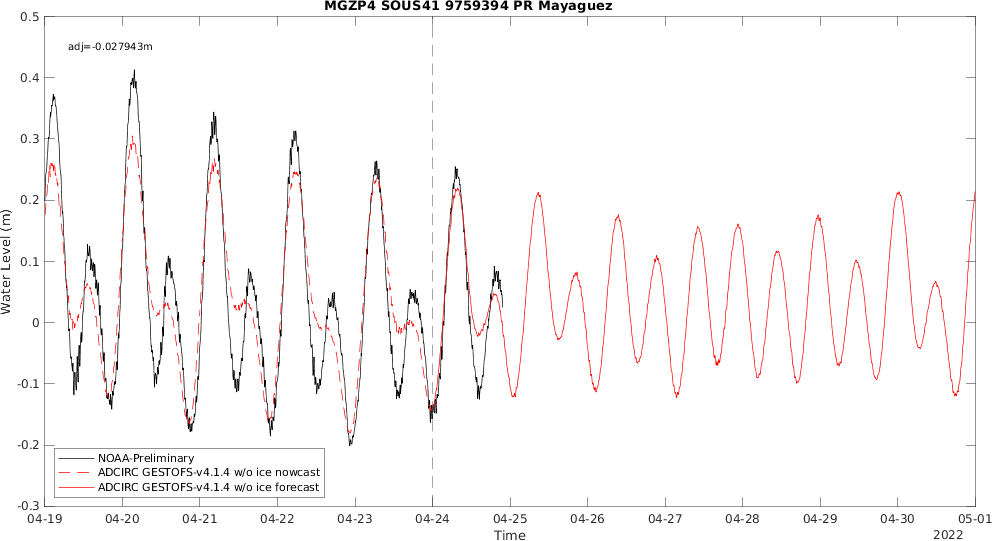 MGZP4 SOUS41 9759394 PR Mayaguez
adj=-0.027943m
0.5
0.4
0.3
0.2
0.1
0
-0.1
-0.2
-0.3
Water Level (m)
NOAA-Preliminary
ADCIRC GESTOFS-v4.1.4 w/o ice nowcast
ADCIRC GESTOFS-v4.1.4 w/o ice forecast
04-19 04-20 04-21 04-22 04-23 04-24 04-25 04-26 04-27 04-28 04-29 04-30 05-01
Time
2022